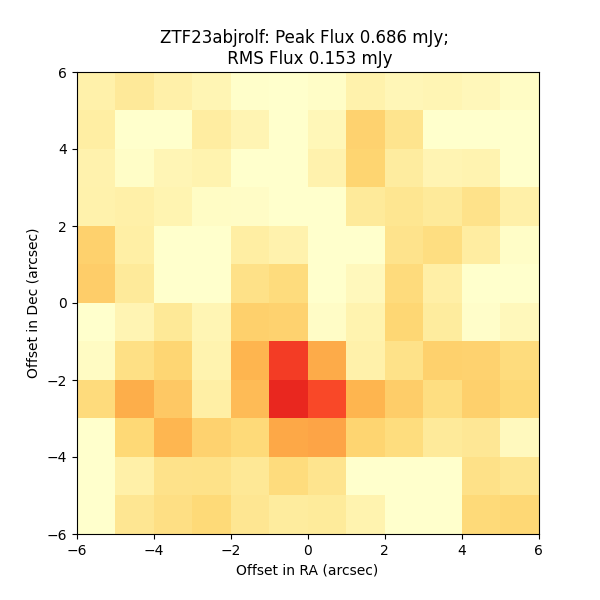 ZTF23abjrolf: Peak Flux 0.686 mJy;
RMS Flux 0.153 mJy
6
4
2
0
−2
−4
−6
Offset in Dec (arcsec)
−6 −4 −2 0 2 4 6
Offset in RA (arcsec)